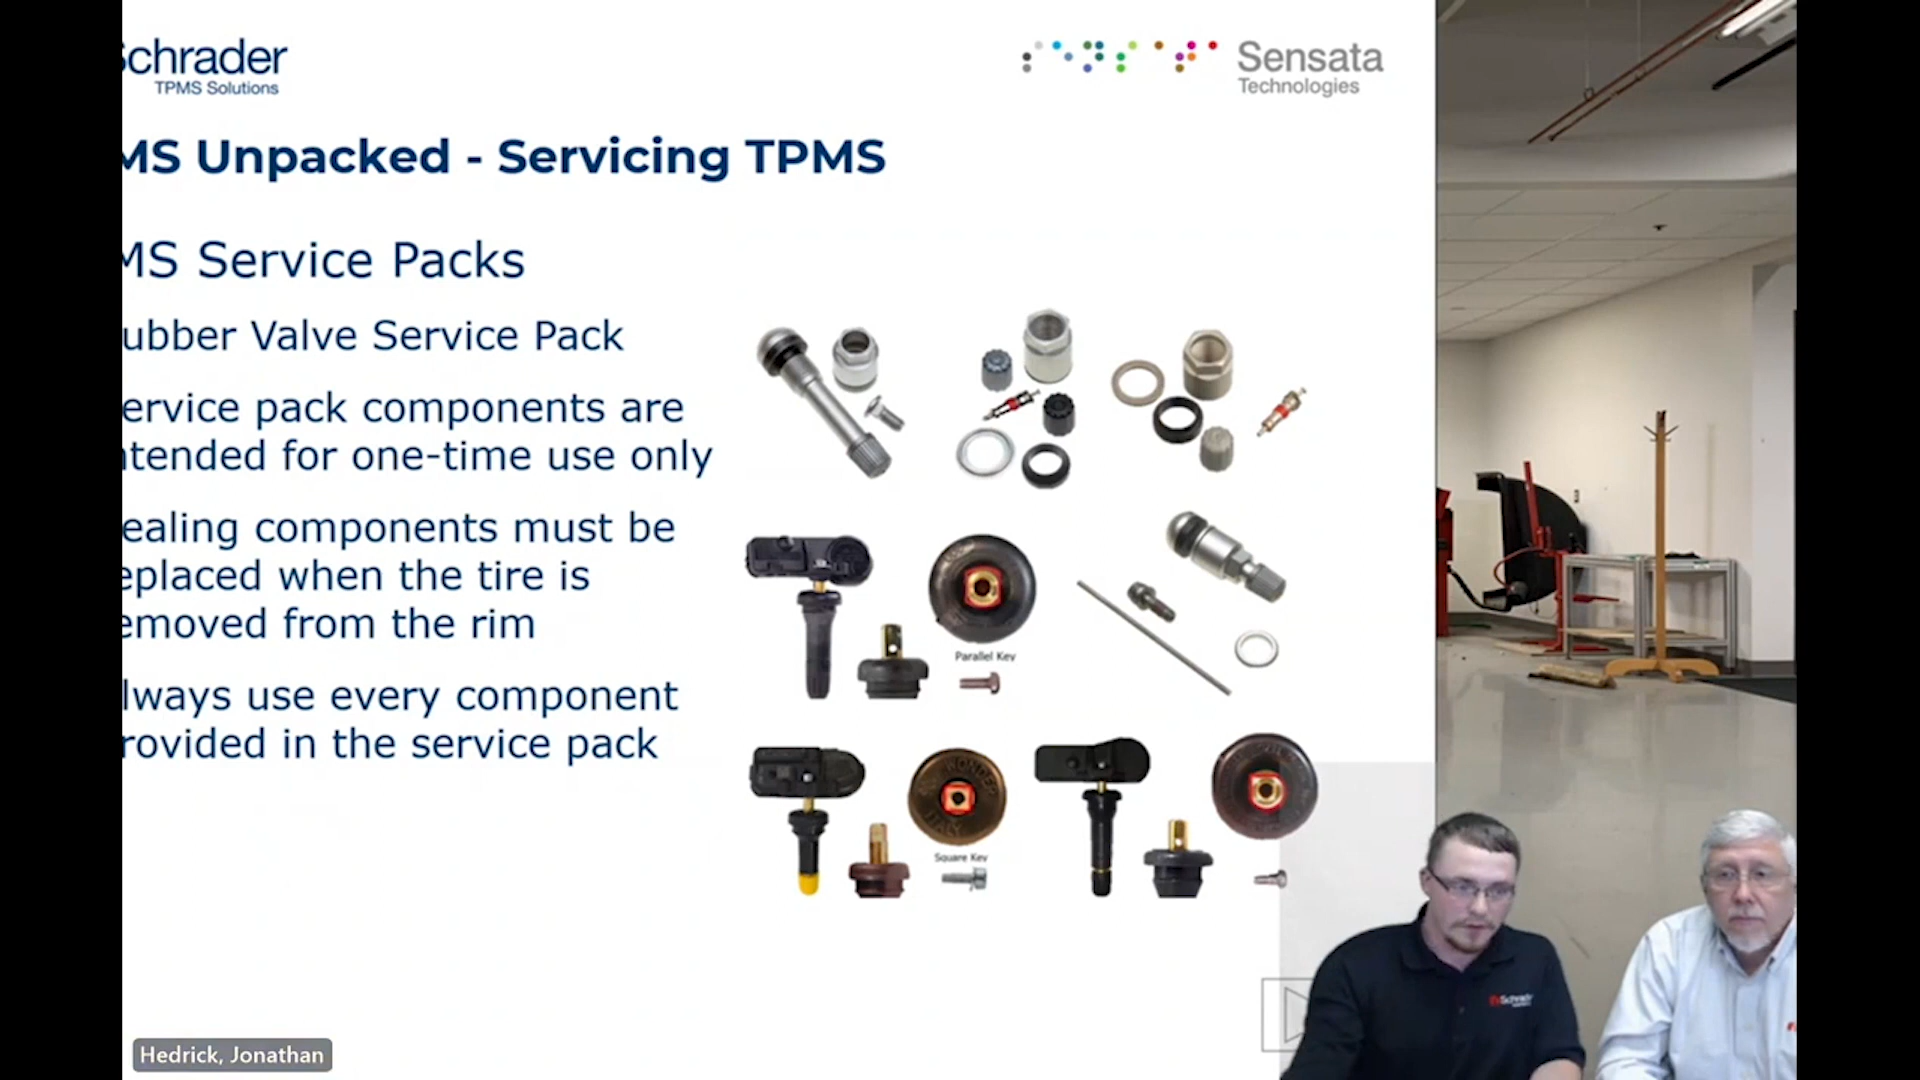 Schrader
TPMS Solutions
Sensata
Technologies
MS Unpacked - Servicing TPMS
MS Service Packs
ubber Valve Service Pack
ervice pack components are
ntended for one-time use only
ealing components must be
eplaced when the tire is
emoved from the rim
lways use every component
rovided in the service pack
Parallel Key
Square Key
Schrader
Hedrick, Jonathan